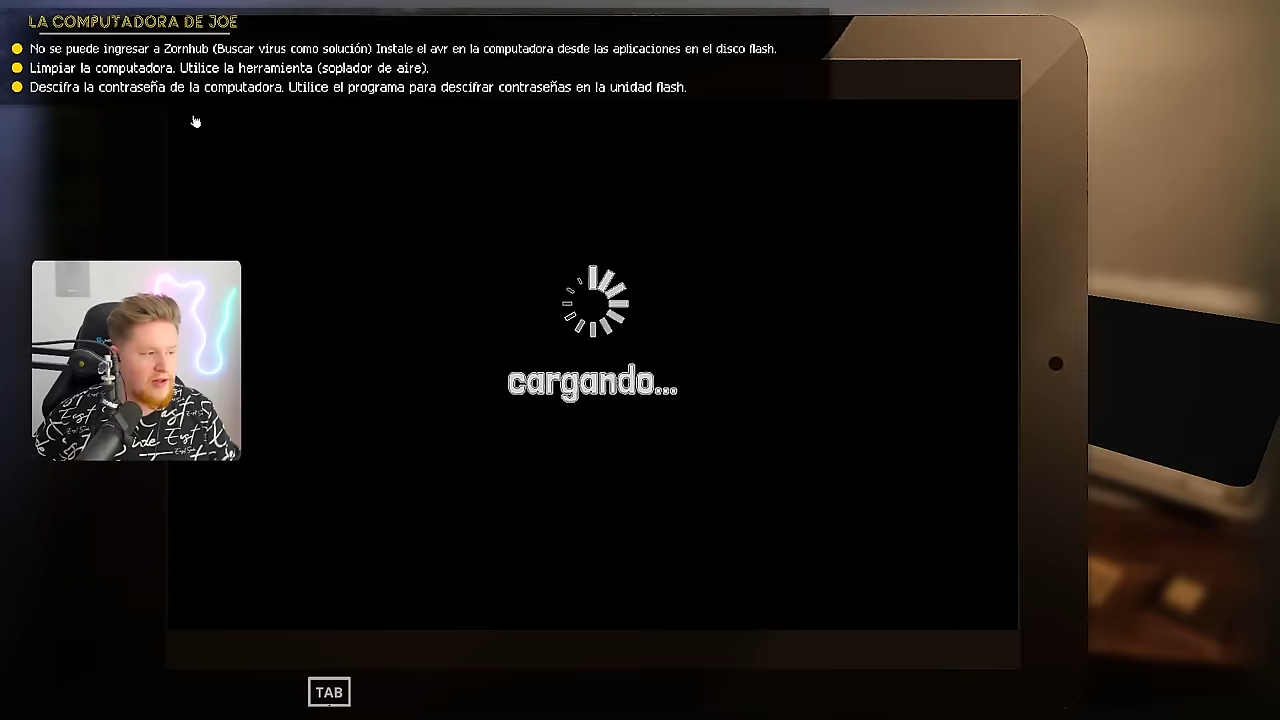 LA COMPUTADORA DE JOE
No se puede ingresar a Zornhub (Buscar virus como solución) Instale el avr en la computadora desde las aplicaciones en el disco flash.
Limpiar la computadora. Utilice la herramienta (soplador de aire).
Descifra la contraseña de la computadora. Utilice el programa para descifrar contraseñas en la unidad flash.
cargando...
TAB